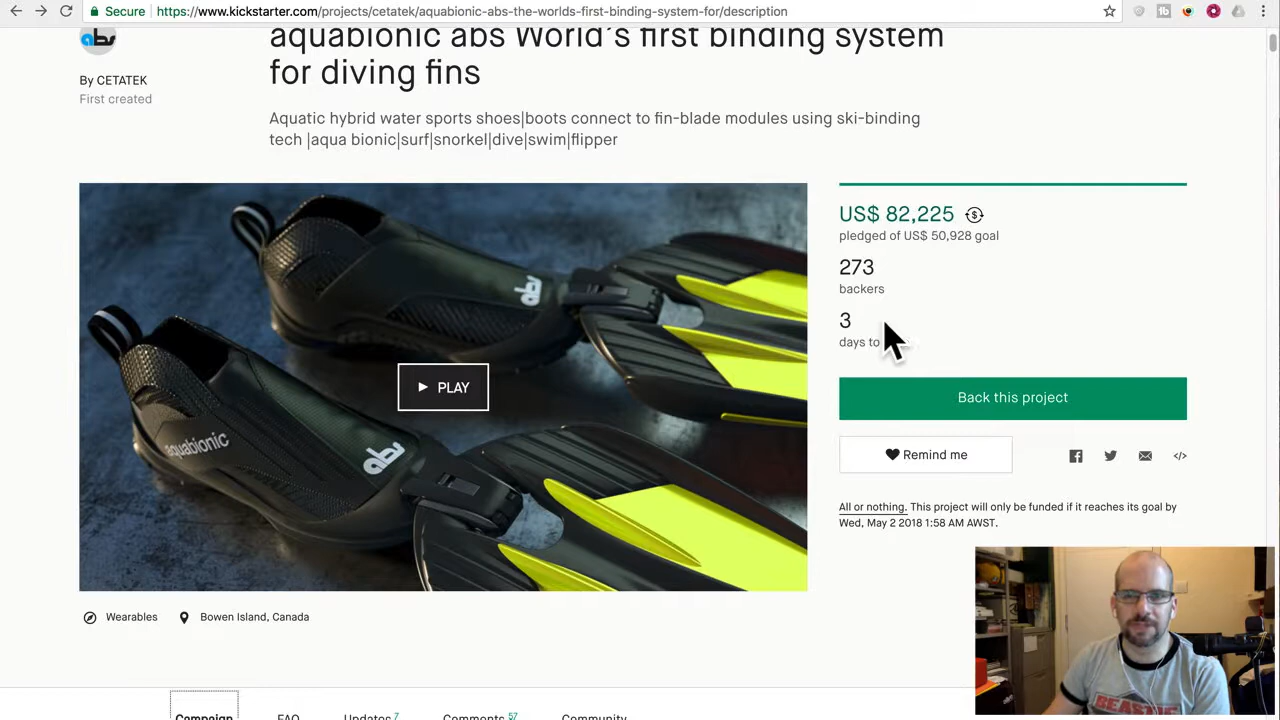 Secure
https://www.kickstarter.com/projects/cetatek/aquabionic-abs-the-worlds-first-binding-system-for/description
abs
aquabionic abs World's first binding system
for diving fins
By CETATEK
First created
Aquatic hybrid water sports shoes|boots connect to fin-blade modules using ski-binding
tech |aqua bionic|surf|snorkel|dive|swim|flipper
abs
aquabionic
abs
PLAY
US$ 82,225
pledged of US$ 50,928 goal
273
backers
3
days to
Back this project
Remind me
All or nothing. This project will only be funded if it reaches its goal by
Wed, May 2 2018 1:58 AM AWST.
Wearables
Bowen Island, Canada
Campaign
FAQ
Updates 7
Comments 57
Community